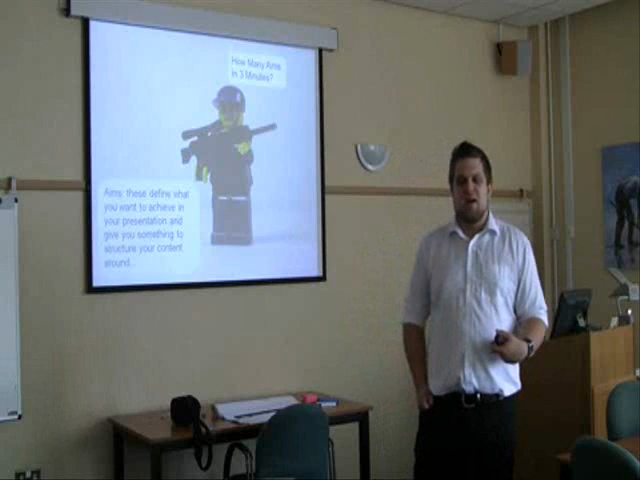 How Many Aims
In 3 Minutes?
Aims: these define what
you want to achieve in
your presentation and
give you something to
structure your content
around...